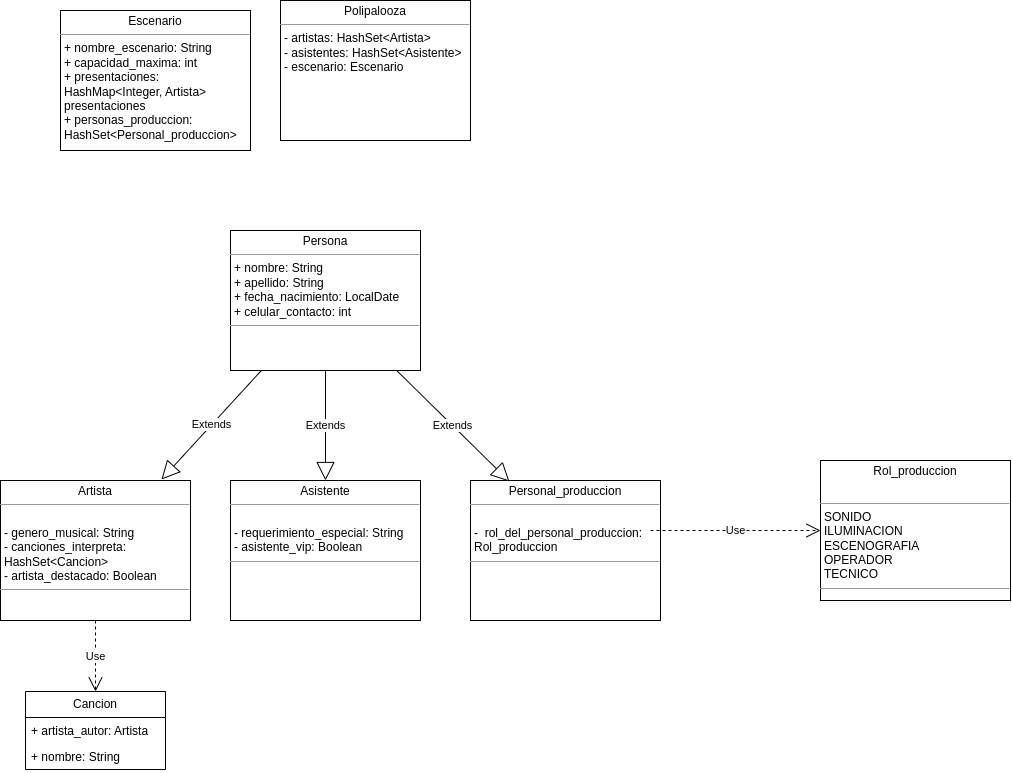 Escenario
+ nombre_escenario: String
+ capacidad_maxima: int
+ presentaciones:
HashMap<Integer, Artista>
presentaciones
+ personas_produccion:
HashSet<Personal_produccion>
Polipalooza
- artistas: HashSet<Artista>
- asistentes: HashSet<Asistente>
- escenario: Escenario
Persona
+ nombre: String
+ apellido: String
+ fecha_nacimiento: LocalDate
+ celular_contacto: int
Extends
Extends
Extends
Artista
- genero_musical: String
- canciones_interpreta:
HashSet<Cancion>
- artista_destacado: Boolean
Asistente
- requerimiento_especial: String
- asistente_vip: Boolean
Personal_produccion
-  rol_del_personal_produccion:
Rol_produccion
Use
Rol_produccion
SONIDO
ILUMINACION
ESCENOGRAFIA
OPERADOR
TECNICO
Use
Cancion
+ artista_autor: Artista
+ nombre: String